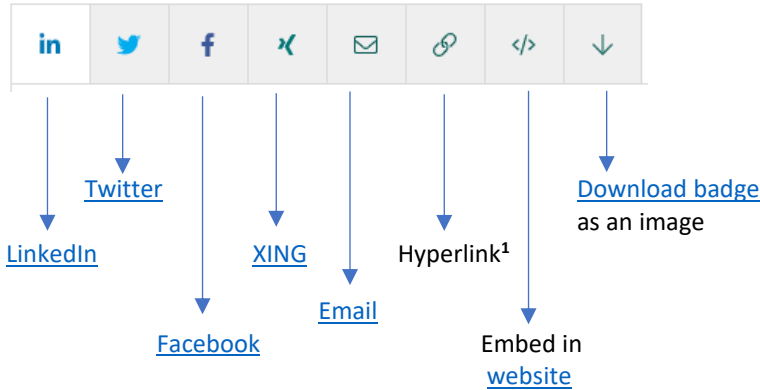 in
f
</>
Twitter
Download badge
as an image
LinkedIn
XING
Hyperlink¹
Email
Facebook
Embed in
website